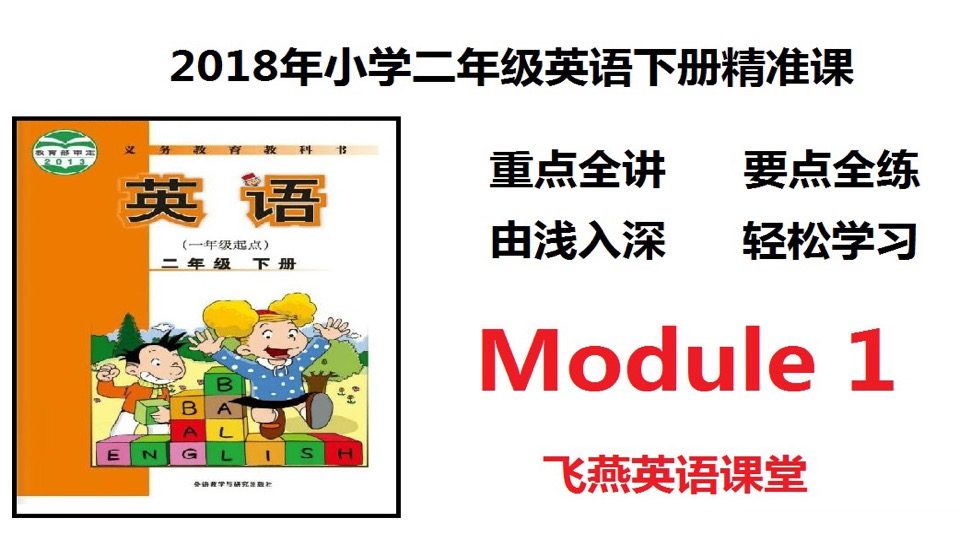 2018年小学二年级英语下册精准课
教育部审定
2013
义务教育教科书
英语
(一年级起点)
二年级 下册
B
BA
ALL
ENGLISH
外语教学与研究出版社
重点全讲 要点全练
由浅入深 轻松学习
Module 1
飞燕英语课堂